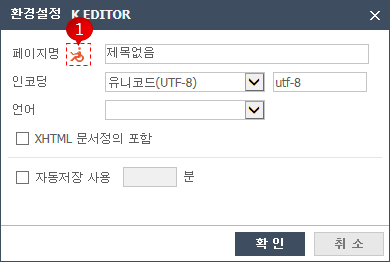 환경설정 K EDITOR
1
페이지명 제목없음
인코딩 유니코드(UTF-8) utf-8
언어
XHTML 문서정의 포함
자동저장 사용 분
확 인 취 소